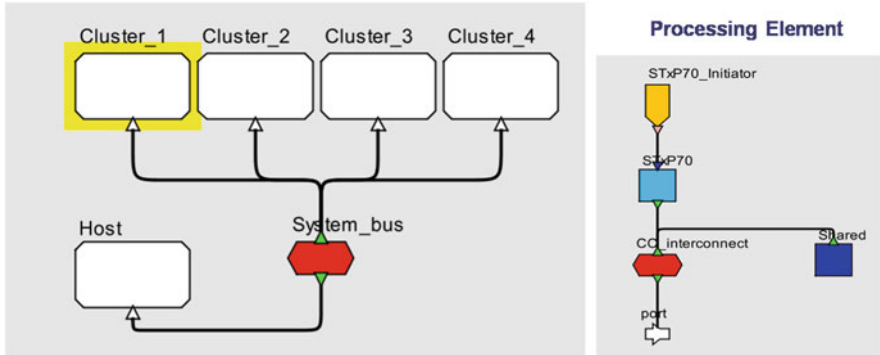 Cluster_1
Cluster_2
Cluster_3
Cluster_4
Host
System_bus
Processing Element
STxP70_Initiator
STxP70
CC_interconnect
Shared
port